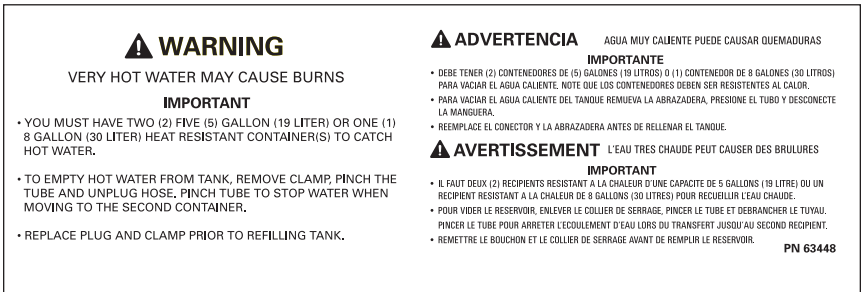 WARNING
VERY HOT WATER MAY CAUSE BURNS
IMPORTANT
• YOU MUST HAVE TWO (2) FIVE (5) GALLON (19 LITER) OR ONE (1)
8 GALLON (30 LITER) HEAT RESISTANT CONTAINER(S) TO CATCH
HOT WATER.
• TO EMPTY HOT WATER FROM TANK, REMOVE CLAMP, PINCH THE
TUBE AND UNPLUG HOSE. PINCH TUBE TO STOP WATER WHEN
MOVING TO THE SECOND CONTAINER.
• REPLACE PLUG AND CLAMP PRIOR TO REFILLING TANK.
ADVERTENCIA AGUA MUY CALIENTE PUEDE CAUSAR QUEMADURAS
IMPORTANTE
• DEBE TENER (2) CONTENEDORES DE (5) GALONES (19 LITROS) O (1) CONTENEDOR DE 8 GALONES (30 LITROS)
PARA VACIAR EL AGUA CALIENTE. NOTE QUE LOS CONTENEDORES DEBEN SER RESISTENTES AL CALOR.
• PARA VACIAR EL AGUA CALIENTE DEL TANQUE REMUEVA LA ABRAZADERA, PRESIONE EL TUBO Y DESCONECTE
LA MANGUERA.
• REEMPLACE EL CONECTOR Y LA ABRAZADERA ANTES DE RELLENAR EL TANQUE.
AVERTISSEMENT L'EAU TRES CHAUDE PEUT CAUSER DES BRULURES
IMPORTANT
• IL FAUT DEUX (2) RECIPIENTS RESISTANT A LA CHALEUR D'UNE CAPACITE DE 5 GALLONS (19 LITRE) OU UN
RECIPIENT RESISTANT A LA CHALEUR DE 8 GALLONS (30 LITRES) POUR RECUEILLIR L'EAU CHAUDE.
• POUR VIDER LE RESERVOIR, ENLEVER LE COLLIER DE SERRAGE, PINCER LE TUBE ET DEBRANCHER LE TUYAU.
PINCER LE TUBE POUR ARRETER L'ECOULEMENT D'EAU LORS DU TRANSFERT JUSQU'AU SECOND RECIPIENT.
• REMETTRE LE BOUCHON ET LE COLLIER DE SERRAGE AVANT DE REMPLIR LE RESERVOIR.
PN 63448